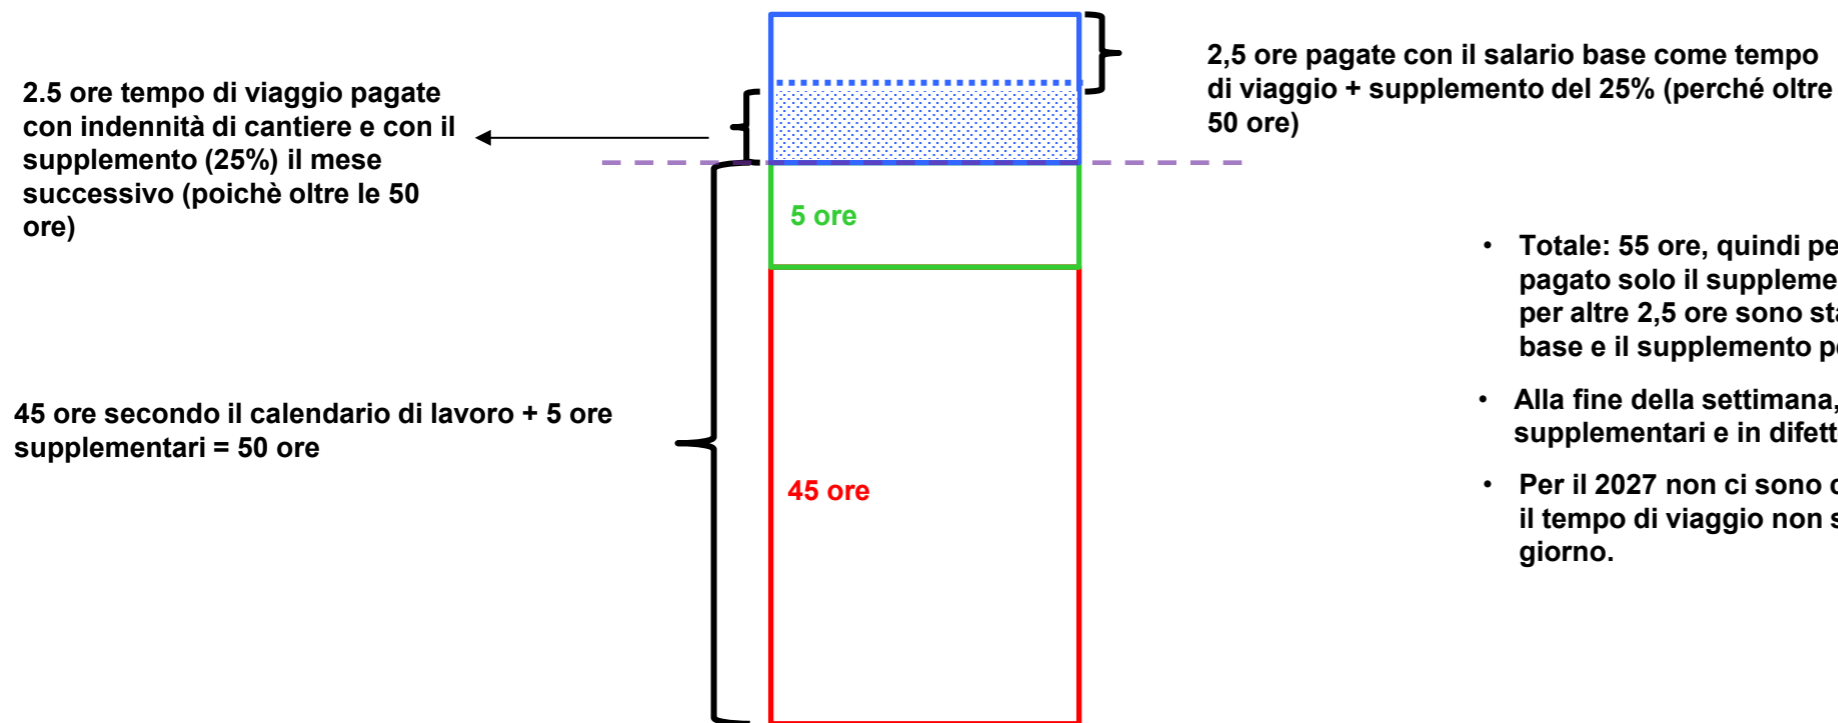 2,5 ore pagate con il salario base come tempo
di viaggio + supplemento del 25% (perché oltre
50 ore)
2.5 ore tempo di viaggio pagate
con indennità di cantiere e con il
supplemento (25%) il mese
successivo (poichè oltre le 50
ore)
5 ore
45 ore secondo il calendario di lavoro + 5 ore
supplementari = 50 ore
45 ore
• Totale: 55 ore, quindi pe
pagato solo il suppleme
per altre 2,5 ore sono sta
base e il supplemento p
• Alla fine della settimana,
supplementari e in difett
• Per il 2027 non ci sono
il tempo di viaggio non s
giorno.